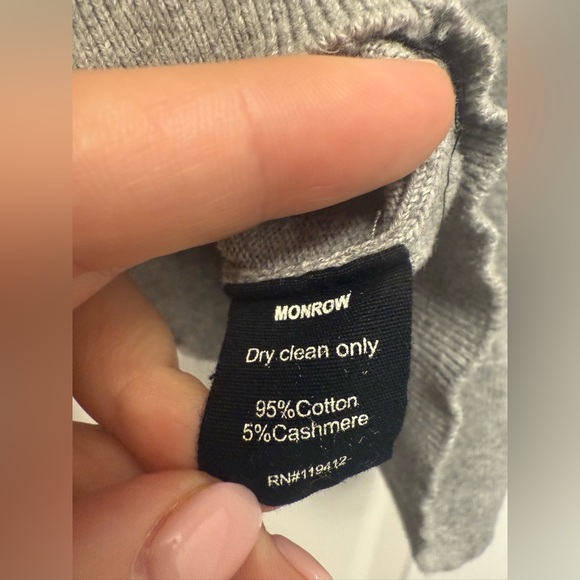 MONROW
Dry clean only
95%Cotton
5%Cashmere
RN#119412